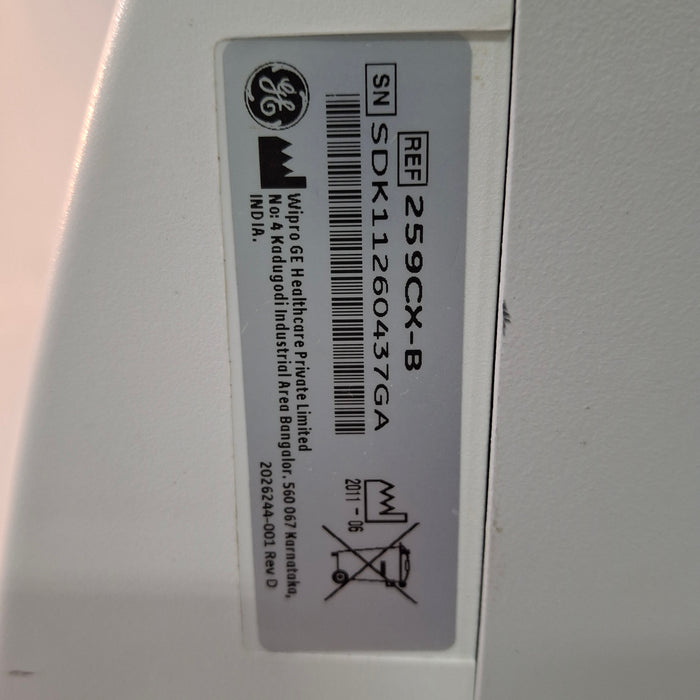 REF 259CX-B
SN SDK11260437GA
2011-06
GE
Wipro GE Healthcare Private Limited
No: 4 Kadugodi Industrial Area Bangalor. 560 067 Karnataka,
INDIA.
2026244-001 Rev D